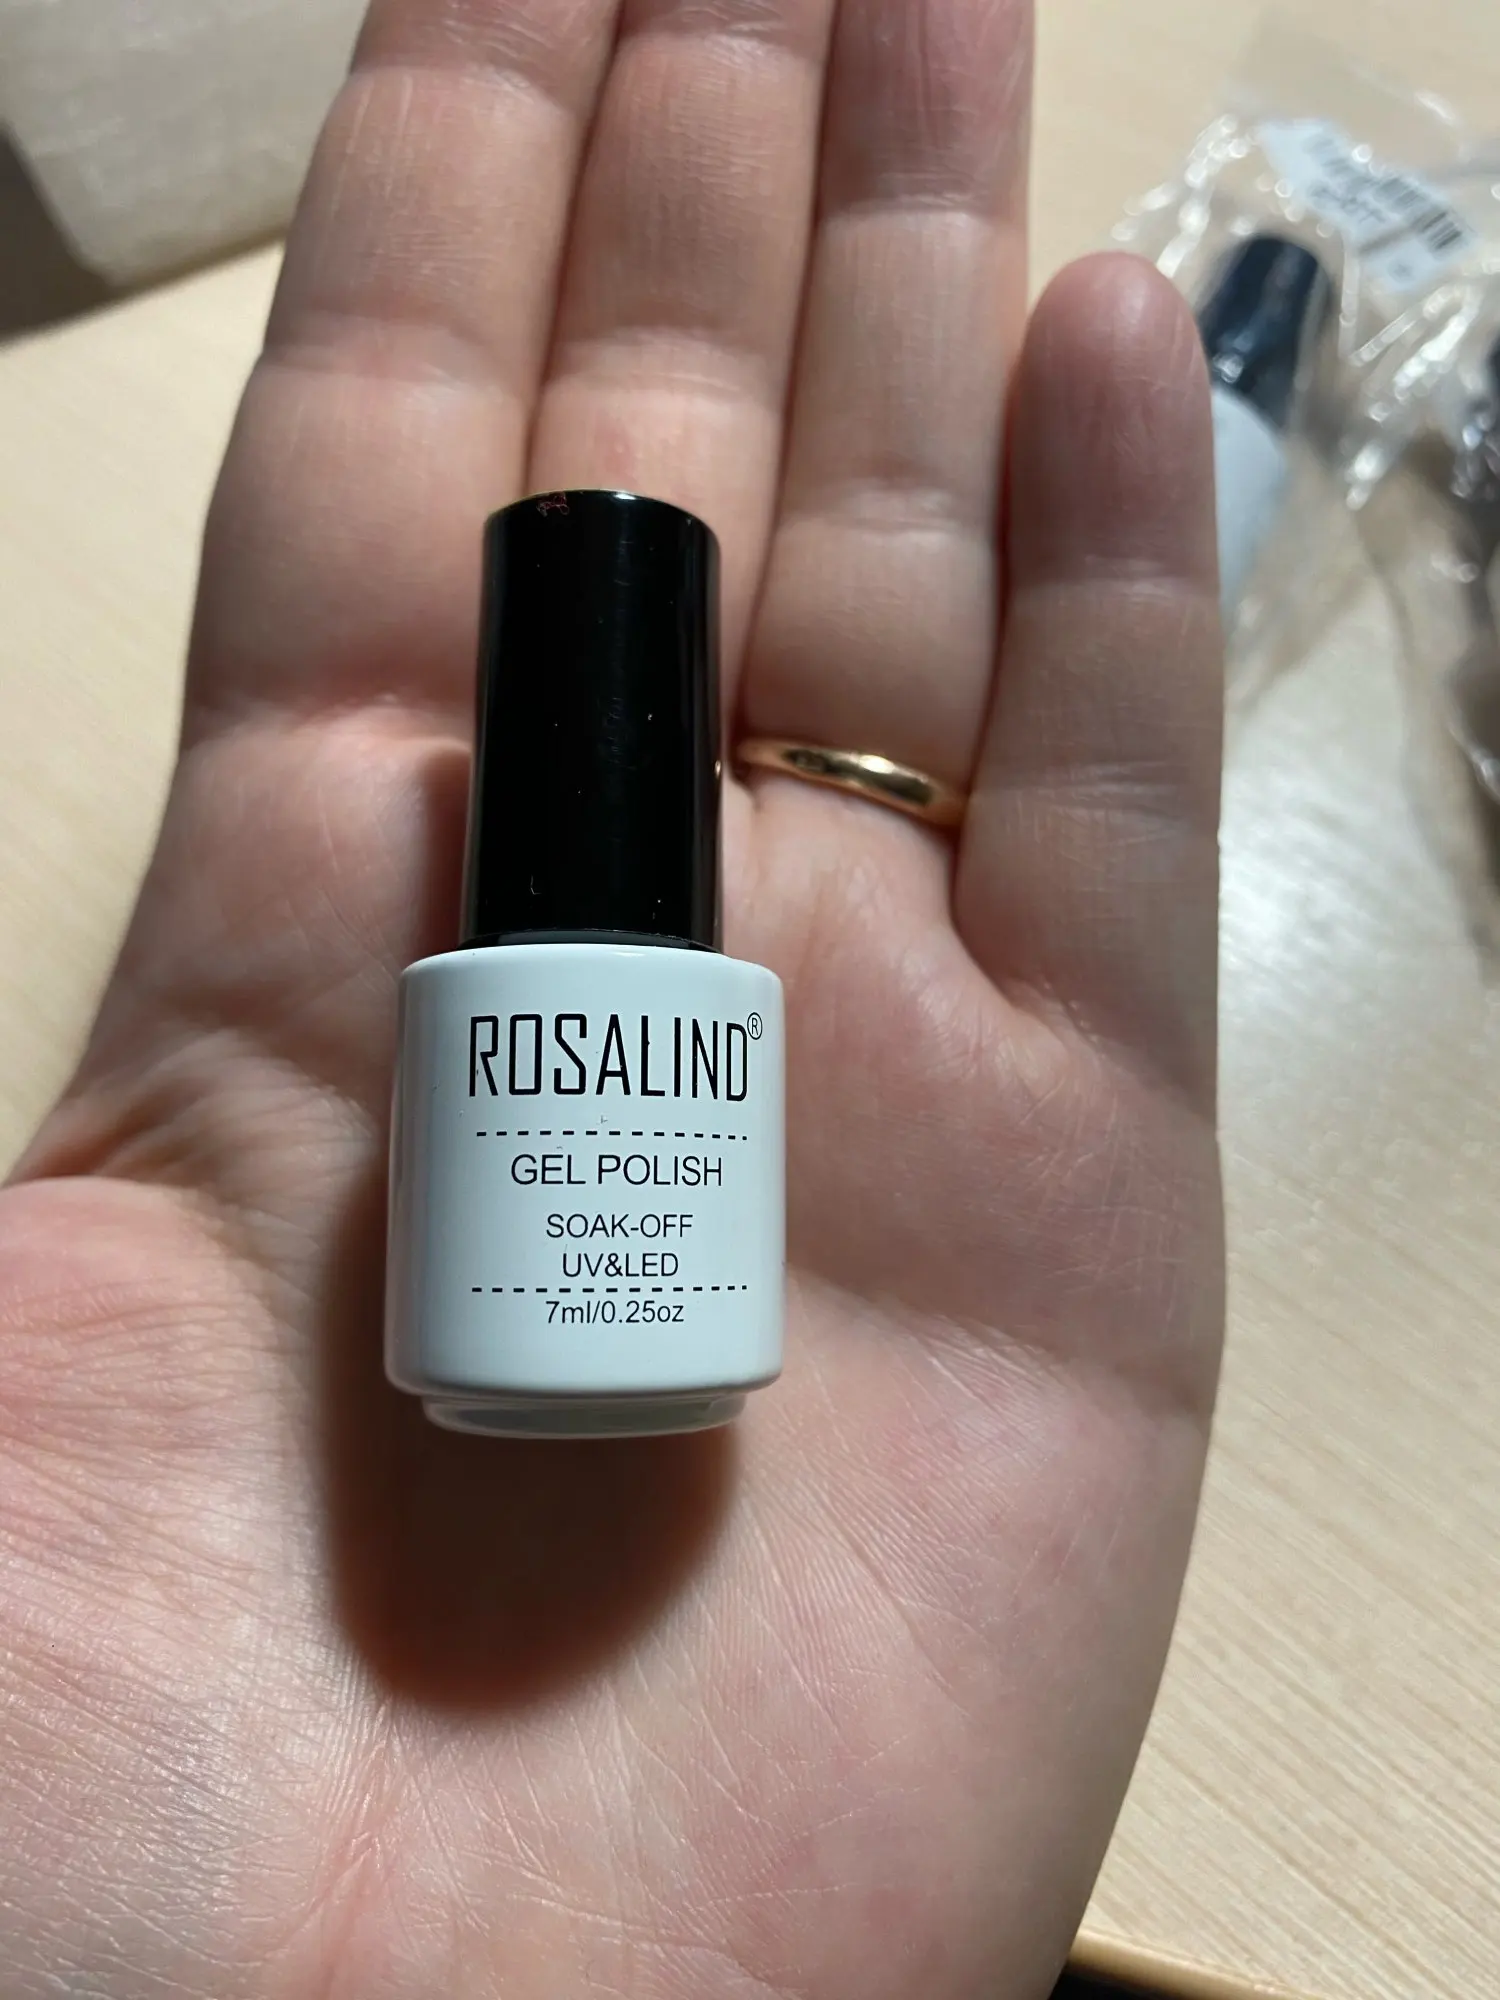 ROSALIND®
GEL POLISH
SOAK-OFF
UV&LED
7ml/0.25oz